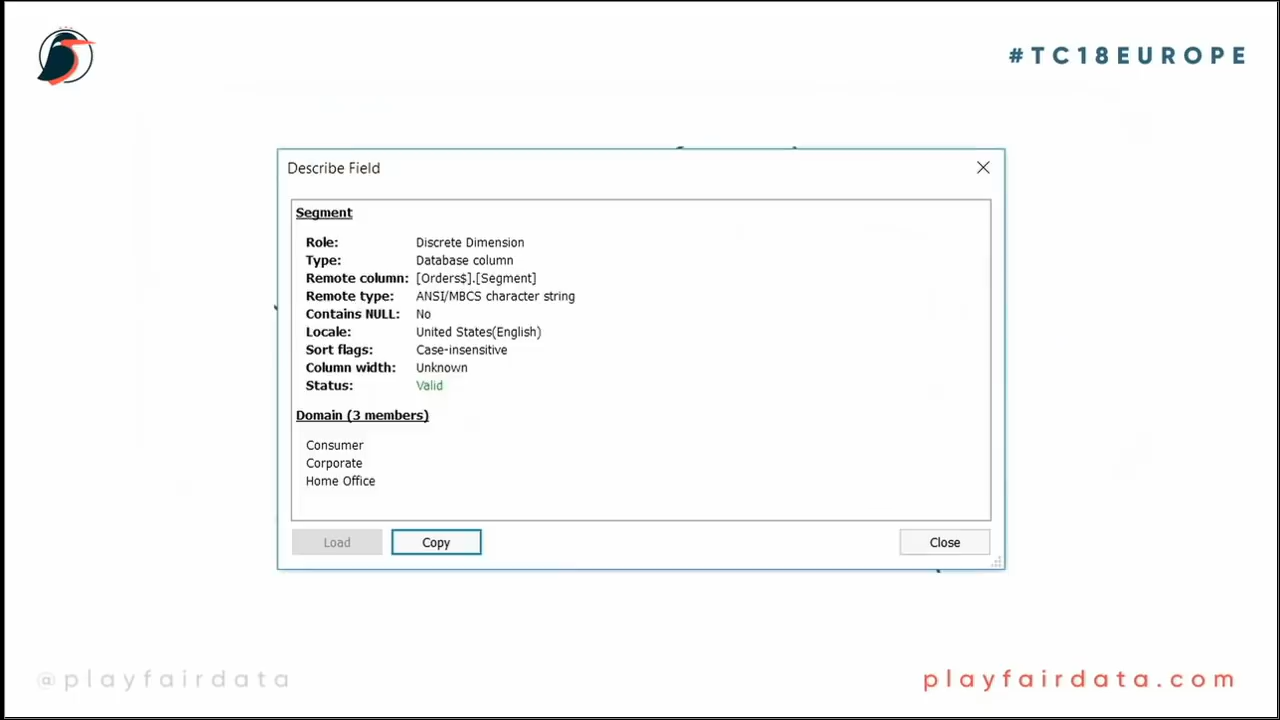 #TC18EUROPE
Describe Field
Segment
Role: Discrete Dimension
Type: Database column
Remote column: [Orders$].[Segment]
Remote type: ANSI/MBCS character string
Contains NULL: No
Locale: United States(English)
Sort flags: Case-insensitive
Column width: Unknown
Status: Valid
Domain (3 members)
Consumer
Corporate
Home Office
Load Copy Close
@playfairdata playfairdata.com